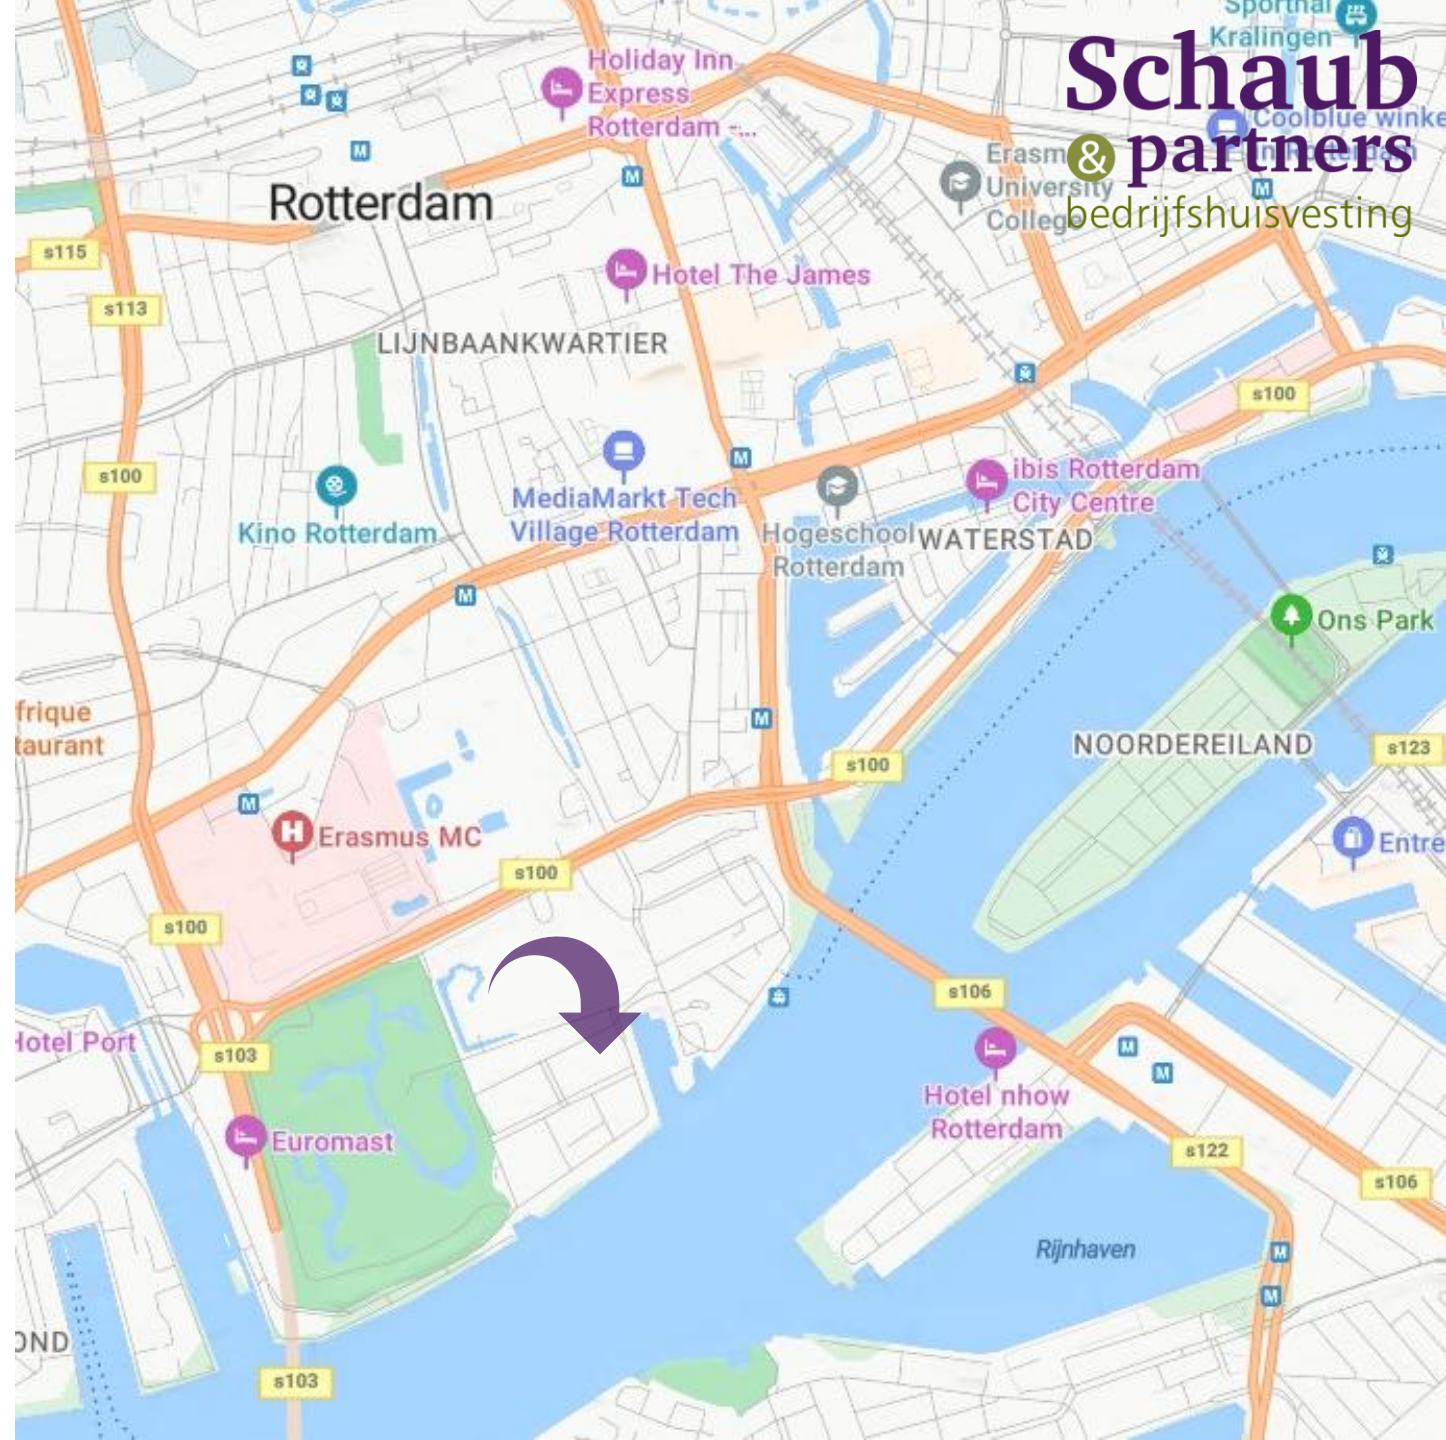 Sporthal
Kralingen
Schaub
& partners
bedrijfshuisvesting
Holiday Inn
Express
Rotterdam -...
Coolblue winke
in Rotterdam
M
Erasm
University
Colleg
M
M
Rotterdam
s115
Hotel The James
s113
LIJNBAANKWARTIER
s100
M
ibis Rotterdam
City Centre
s100
MediaMarkt Tech
Village Rotterdam
Kino Rotterdam
Hogeschool
Rotterdam
WATERSTAD
M
Ons Park
frique
taurant
M
NOORDEREILAND
s123
s100
M
H
Erasmus MC
Entre
s100
s100
s106
Hotel Port
s103
M
M
Hotel nhow
Rotterdam
Euromast
s122
s106
Rijnhaven
M
M
OND
s103